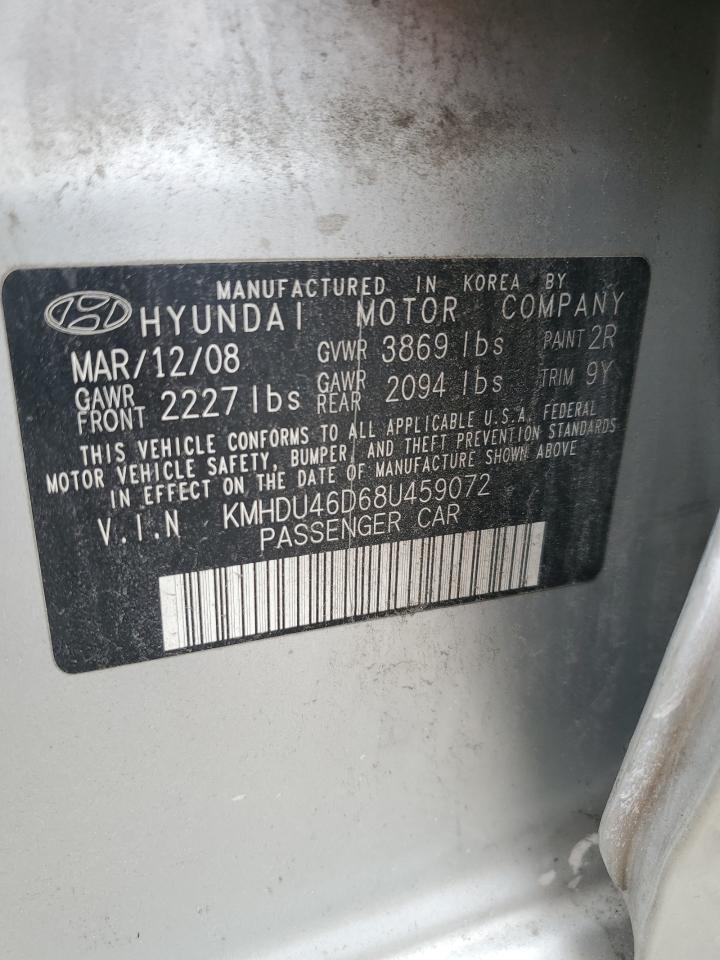 MANUFACTURED IN KOREA BY
HYUNDAI MOTOR COMPANY
MAR/12/08 GVWR 3869 lbs PAINT 2R
GAWR FRONT 2227 lbs GAWR REAR 2094 lbs TRIM 9Y
THIS VEHICLE CONFORMS TO ALL APPLICABLE U.S.A. FEDERAL
MOTOR VEHICLE SAFETY, BUMPER, AND THEFT PREVENTION STANDARDS
IN EFFECT ON THE DATE OF MANUFACTURE SHOWN ABOVE
V.I.N KMHDU46D68U459072
PASSENGER CAR